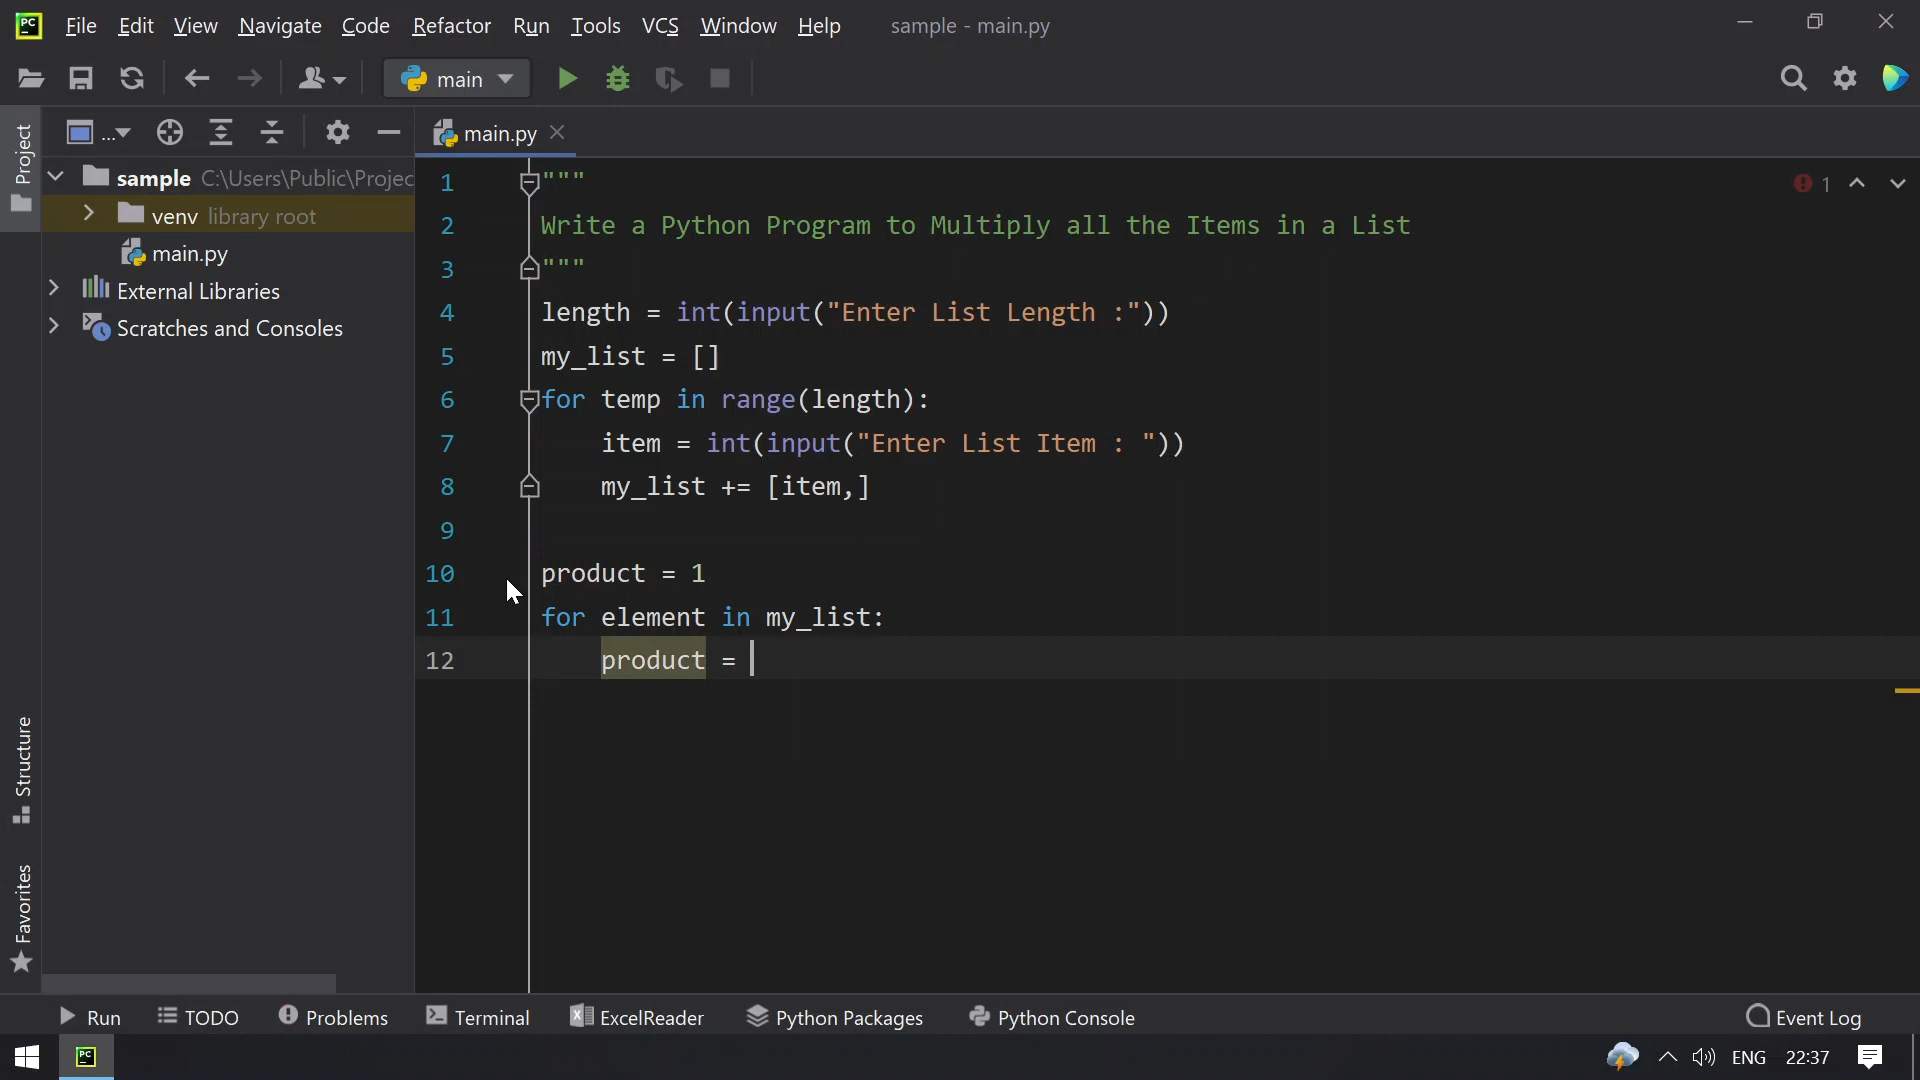 PC File Edit View Navigate Code Refactor Run Tools VCS Window Help sample - main.py
main
Project
...
main.py
sample C:\Users\Public\Projec
venv library root
main.py
External Libraries
Scratches and Consoles
Structure
Favorites
1 """
2 Write a Python Program to Multiply all the Items in a List
3 """
4 length = int(input("Enter List Length :"))
5 my_list = []
6 for temp in range(length):
7     item = int(input("Enter List Item : "))
8     my_list += [item,]
9
10 product = 1
11 for element in my_list:
12     product =
1
Run TODO Problems Terminal ExcelReader Python Packages Python Console Event Log
PC ENG 22:37